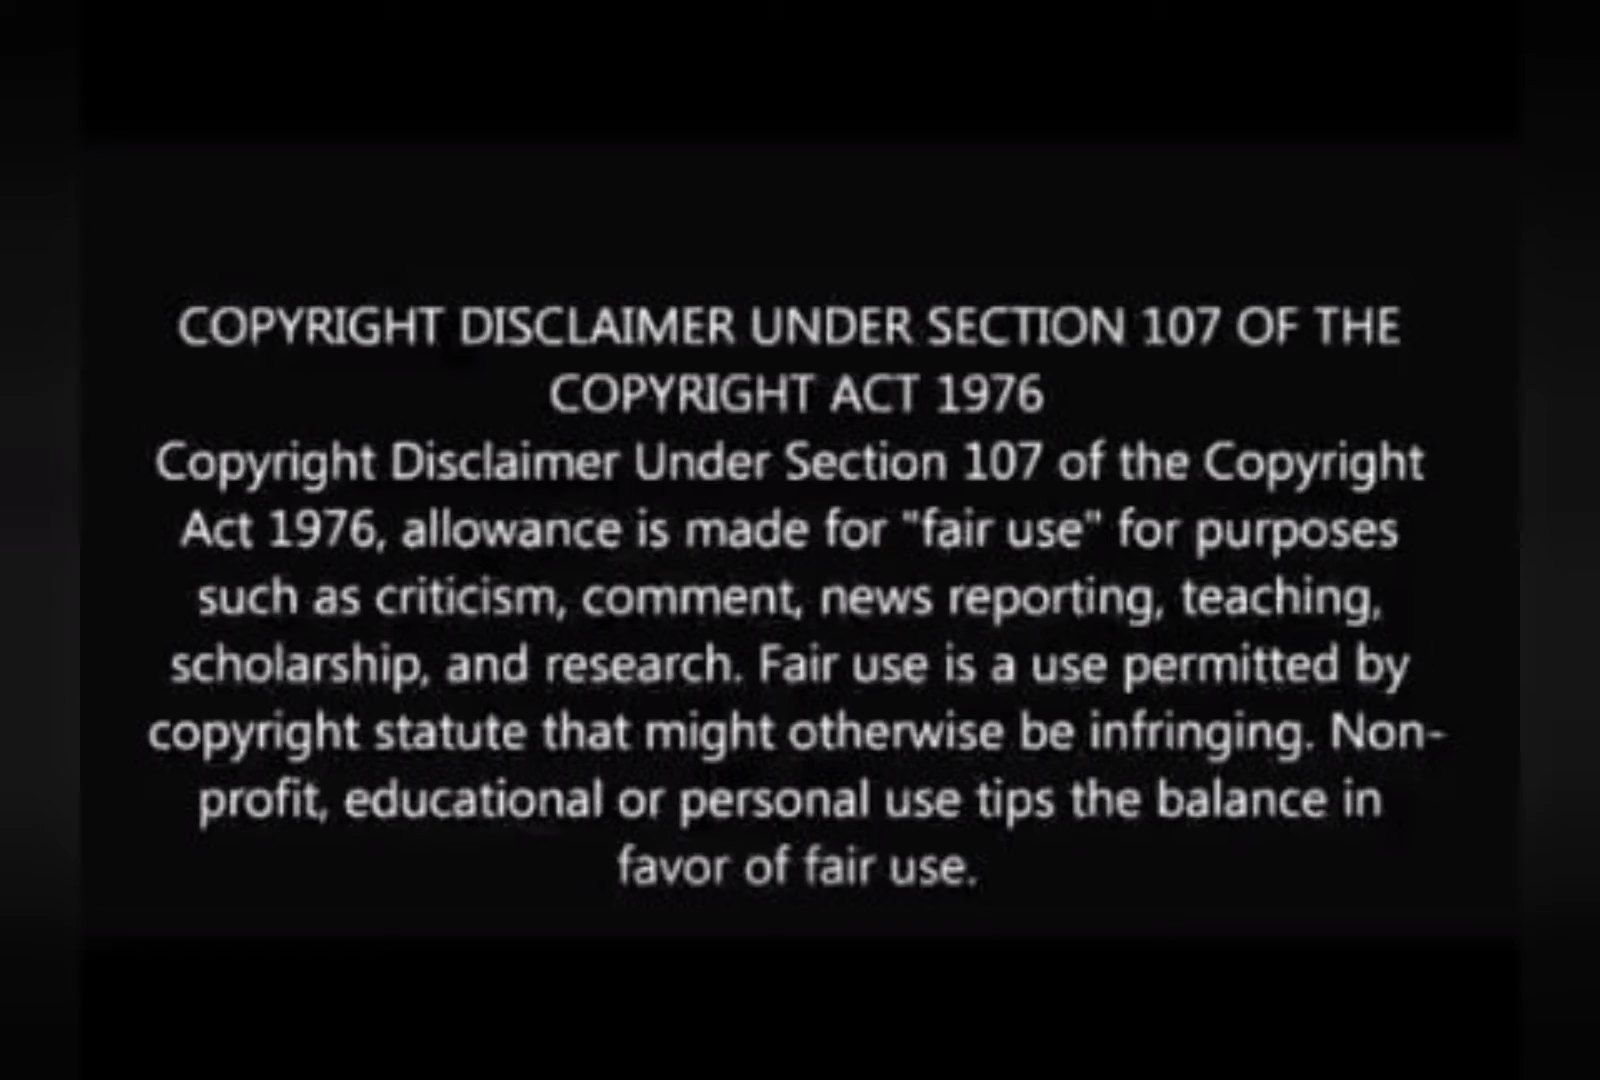 COPYRIGHT DISCLAIMER UNDER SECTION 107 OF THE
COPYRIGHT ACT 1976
Copyright Disclaimer Under Section 107 of the Copyright
Act 1976, allowance is made for "fair use" for purposes
such as criticism, comment, news reporting, teaching,
scholarship, and research. Fair use is a use permitted by
copyright statute that might otherwise be infringing. Non-
profit, educational or personal use tips the balance in
favor of fair use.